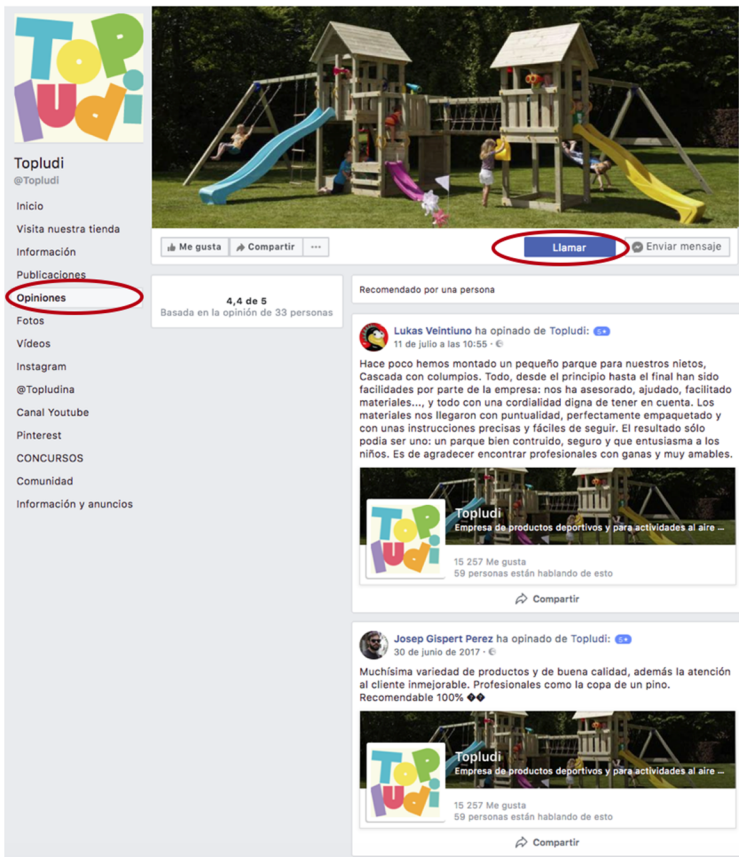 TOP
ludi
Topludi
@Topludi
Inicio
Visita nuestra tienda
Información
Publicaciones
Opiniones
Fotos
Vídeos
Instagram
@Topludina
Canal Youtube
Pinterest
CONCURSOS
Comunidad
Información y anuncios
Me gusta
Compartir
...
Llamar
Enviar mensaje
4,4 de 5
Basada en la opinión de 33 personas
Recomendado por una persona
Lukas Veintiuno ha opinado de Topludi: 5★
11 de julio a las 10:55 ·
Hace poco hemos montado un pequeño parque para nuestros nietos,
Cascada con columpios. Todo, desde el principio hasta el final han sido
facilidades por parte de la empresa: nos ha asesorado, ajudado, facilitado
materiales..., y todo con una cordialidad digna de tener en cuenta. Los
materiales nos llegaron con puntualidad, perfectamente empaquetado y
con unas instrucciones precisas y fáciles de seguir. El resultado sólo
podia ser uno: un parque bien contruido, seguro y que entusiasma a los
niños. Es de agradecer encontrar profesionales con ganas y muy amables.
TOP
ludi
Topludi
Empresa de productos deportivos y para actividades al aire ...
15 257 Me gusta
59 personas están hablando de esto
Compartir
Josep Gispert Perez ha opinado de Topludi: 5★
30 de junio de 2017 ·
Muchísima variedad de productos y de buena calidad, además la atención
al cliente inmejorable. Profesionales como la copa de un pino.
Recomendable 100% ��
TOP
ludi
Topludi
Empresa de productos deportivos y para actividades al aire ...
15 257 Me gusta
59 personas están hablando de esto
Compartir